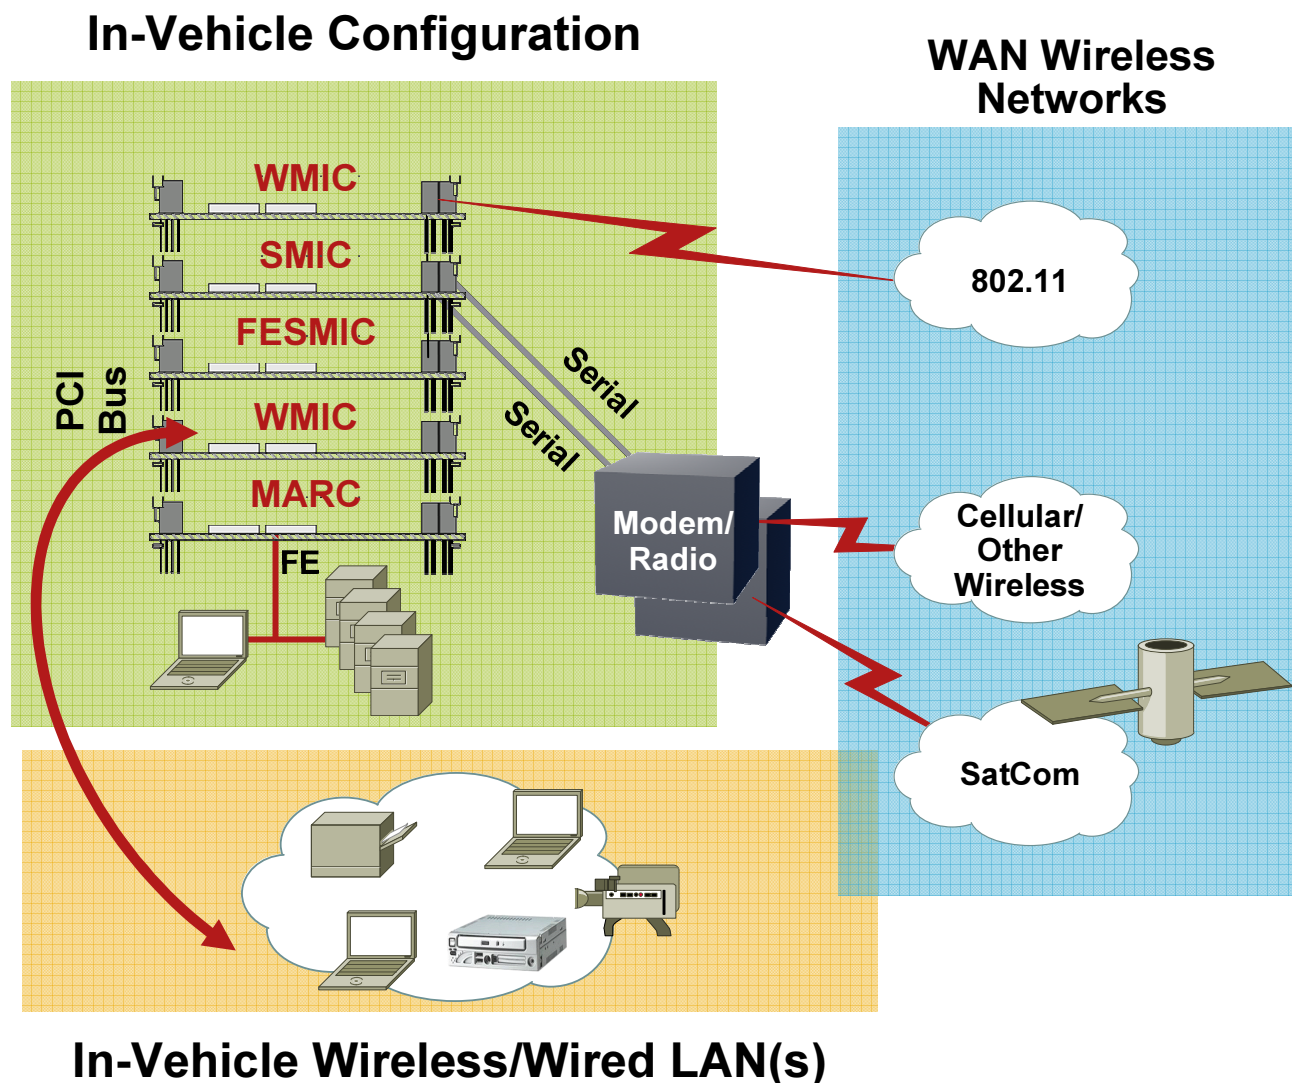 In-Vehicle Configuration
WAN Wireless
Networks
WMIC
SMIC
FESMIC
WMIC
MARC
PCI
Bus
FE
Serial
Serial
Modem/
Radio
802.11
Cellular/
Other
Wireless
SatCom
In-Vehicle Wireless/Wired LAN(s)